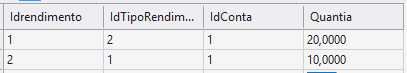 Idrendimento IdTipoRendim... IdConta Quantia
1 2 1 20,0000
2 1 1 10,0000